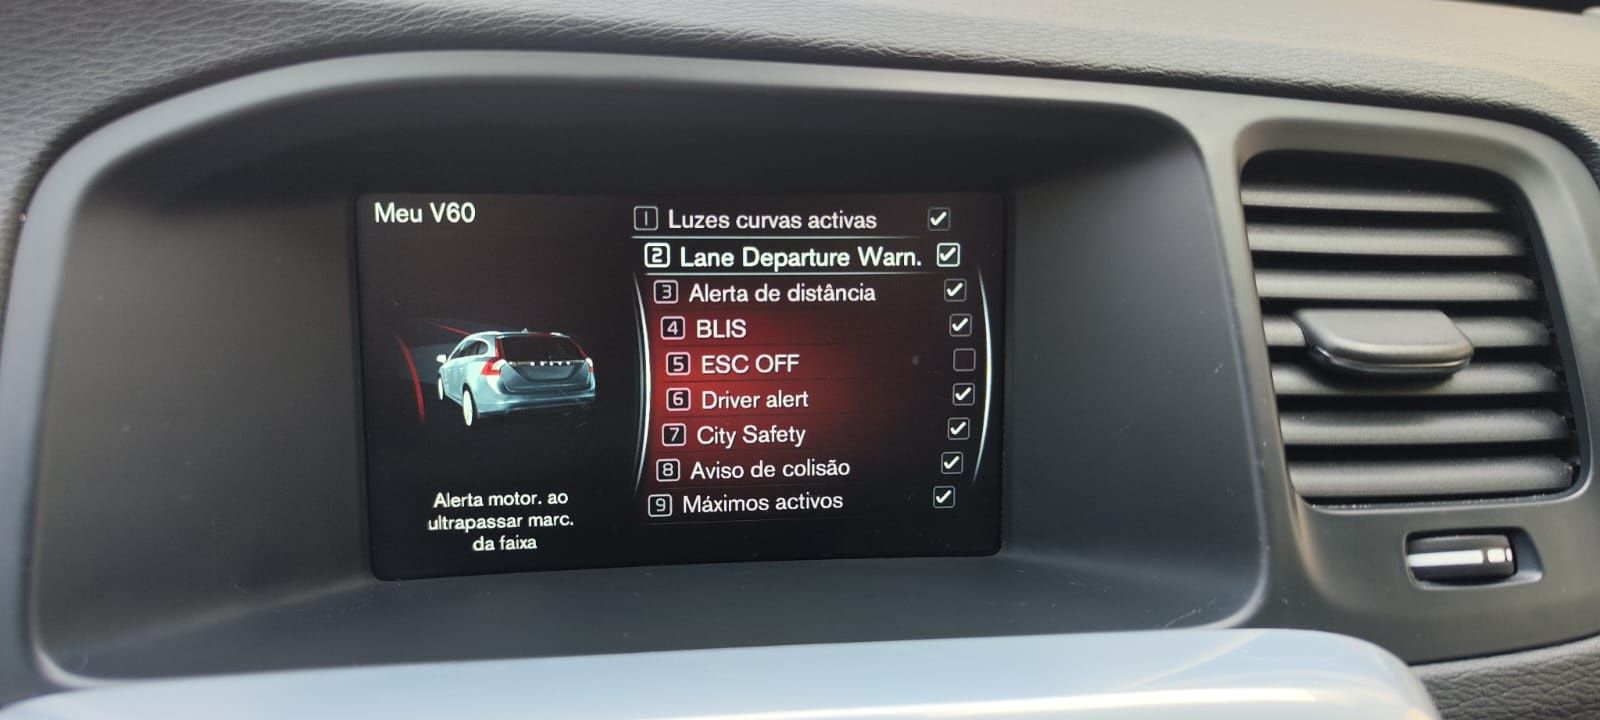 Meu V60
1 Luzes curvas activas
2 Lane Departure Warn.
3 Alerta de distância
4 BLIS
5 ESC OFF
6 Driver alert
7 City Safety
8 Aviso de colisão
9 Máximos activos
Alerta motor. ao
ultrapassar marc.
da faixa